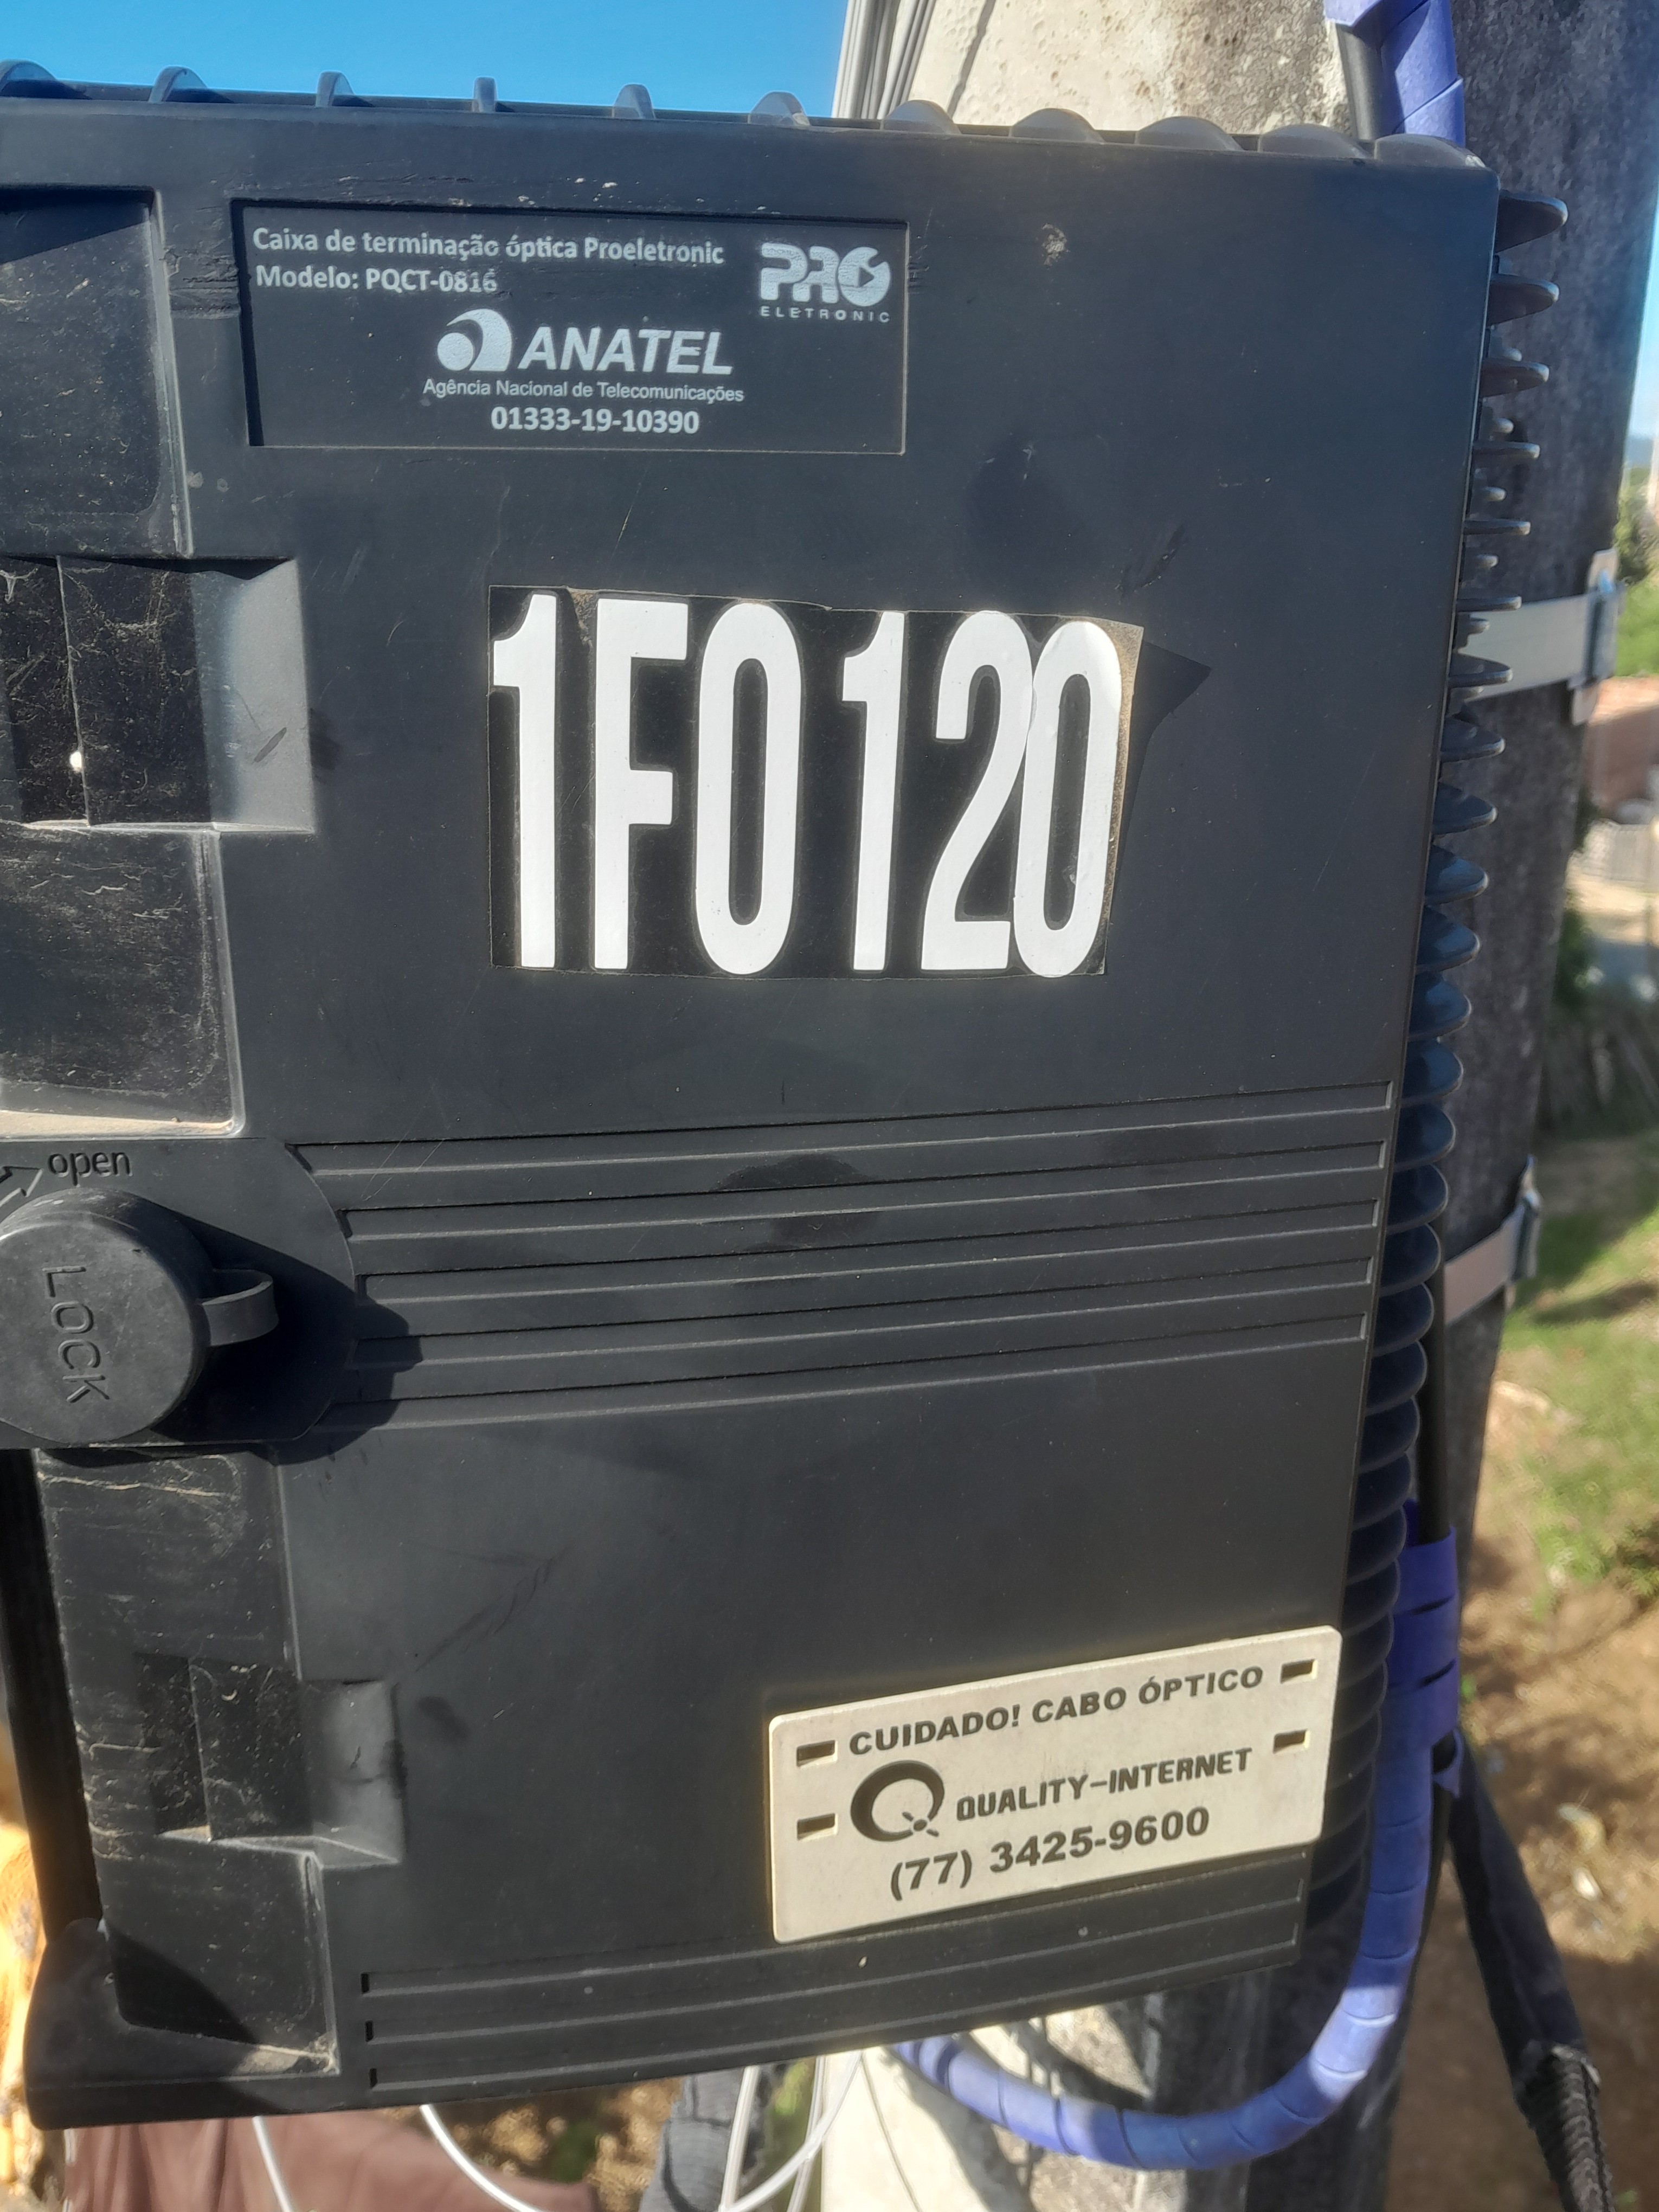 Caixa de terminação óptica Proeletronic
Modelo: PQCT-0816
PRO
ELETRONIC
ANATEL
Agência Nacional de Telecomunicações
01333-19-10390
1F0120
open
LOCK
CUIDADO! CABO ÓPTICO
QUALITY-INTERNET
(77) 3425-9600